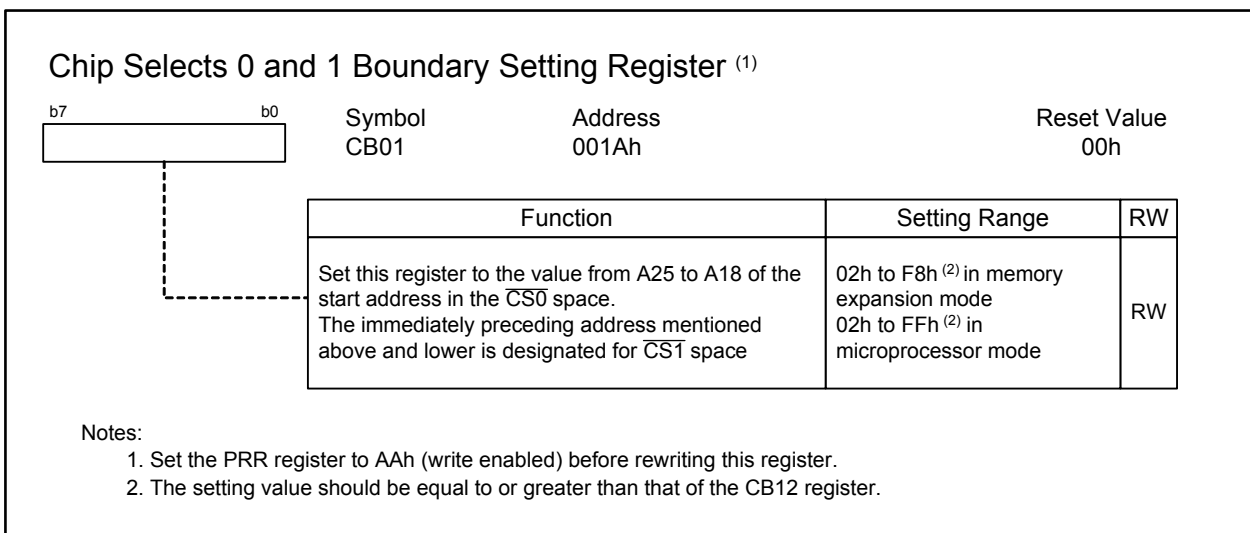 Chip Selects 0 and 1 Boundary Setting Register (1)
b7 b0
Symbol Address Reset Value
CB01 001Ah 00h
Function Setting Range RW
Set this register to the value from A25 to A18 of the
start address in the CS0 space.
The immediately preceding address mentioned
above and lower is designated for CS1 space
02h to F8h (2) in memory
expansion mode
02h to FFh (2) in
microprocessor mode
RW
Notes:
1. Set the PRR register to AAh (write enabled) before rewriting this register.
2. The setting value should be equal to or greater than that of the CB12 register.